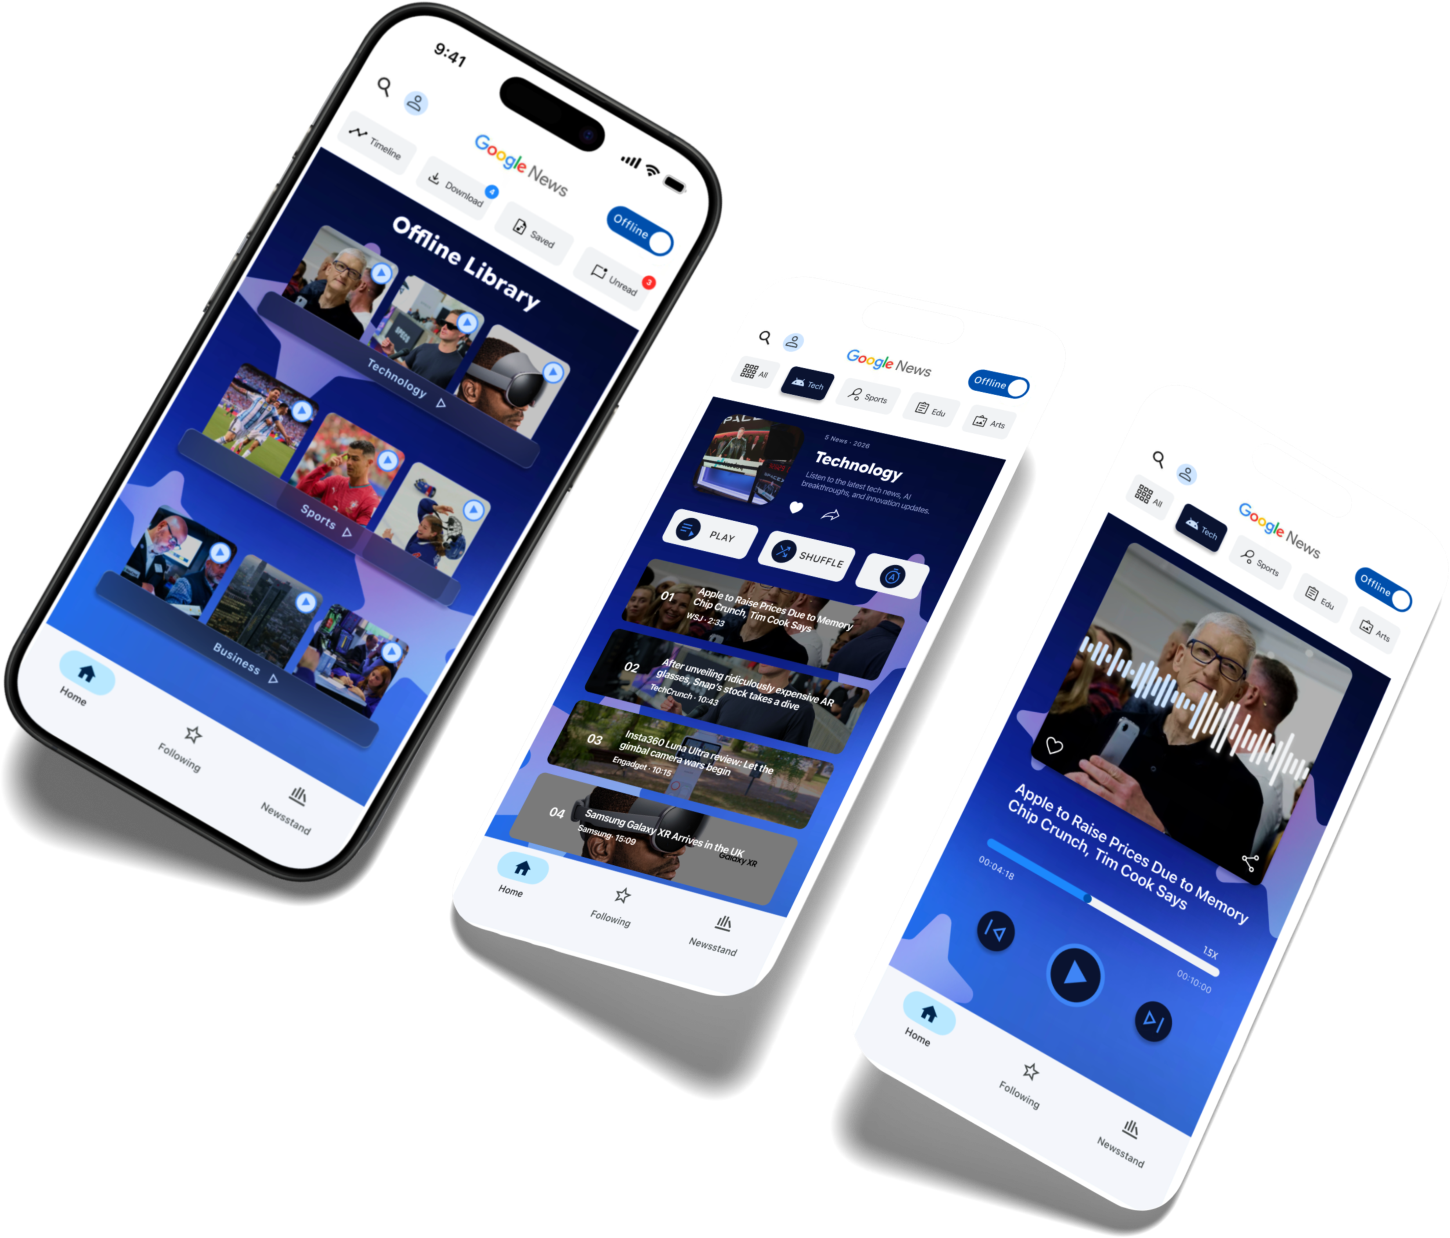 9:41
Google News
Timeline
Download
4
Saved
Unread
3
Offline
Offline Library
Technology
Sports
Business
Home
Following
Newsstand
Google News
Offline
All
Tech
Sports
Edu
Arts
5 News · 2026
Technology
Listen to the latest tech news, AI
breakthroughs, and innovation updates.
PLAY
SHUFFLE
A
01
Apple to Raise Prices Due to Memory
Chip Crunch, Tim Cook Says
WSJ · 2:33
02
After unveiling ridiculously expensive AR
glasses, Snap's stock takes a dive
TechCrunch · 10:43
03
Insta360 Luna Ultra review: Let the
gimbal camera wars begin
Engadget · 10:15
04
Samsung Galaxy XR Arrives in the UK
Samsung · 15:09
Galaxy XR
Home
Following
Newsstand
Google News
Offline
All
Tech
Sports
Edu
Arts
Apple to Raise Prices Due to Memory
Chip Crunch, Tim Cook Says
00:04:18
1.5X
00:10:00
Home
Following
Newsstand